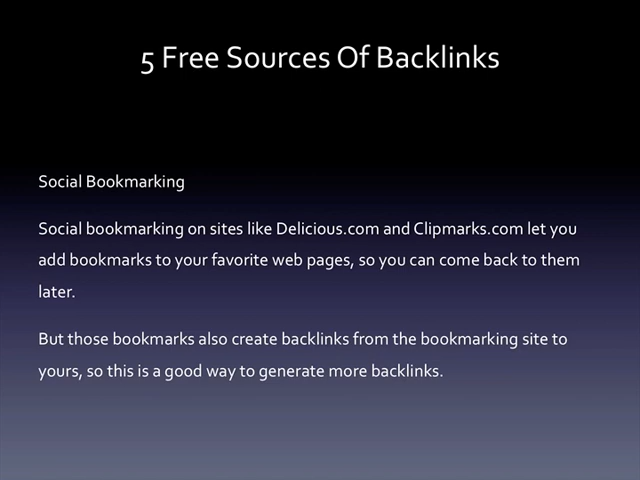 5 Free Sources Of Backlinks
Social Bookmarking
Social bookmarking on sites like Delicious.com and Clipmarks.com let you
add bookmarks to your favorite web pages, so you can come back to them
later.
But those bookmarks also create backlinks from the bookmarking site to
yours, so this is a good way to generate more backlinks.